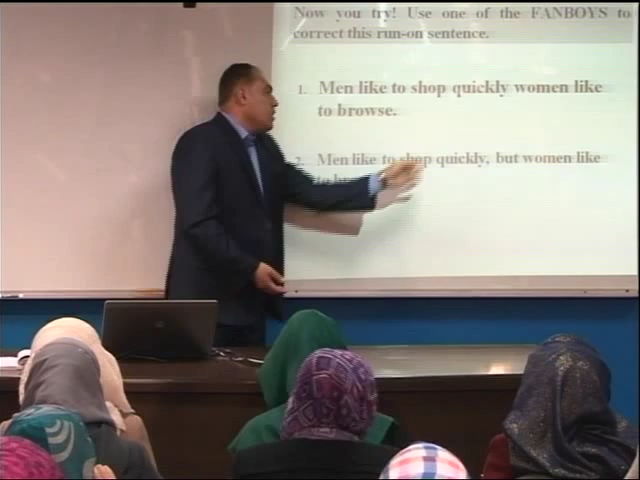 Now you try! Use one of the FANBOYS to
correct this run-on sentence.
1. Men like to shop quickly women like
to browse.
2. Men like to shop quickly, but women like
to